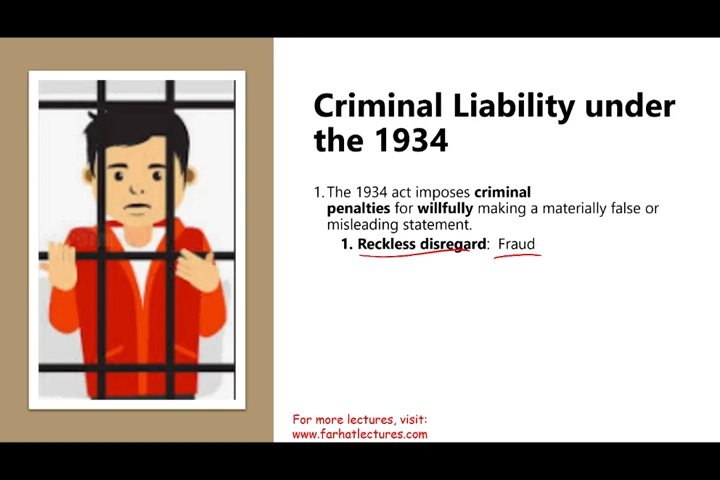 Criminal Liability under
the 1934
1. The 1934 act imposes criminal
penalties for willfully making a materially false or
misleading statement.
1. Reckless disregard: Fraud
For more lectures, visit:
www.farhatlectures.com